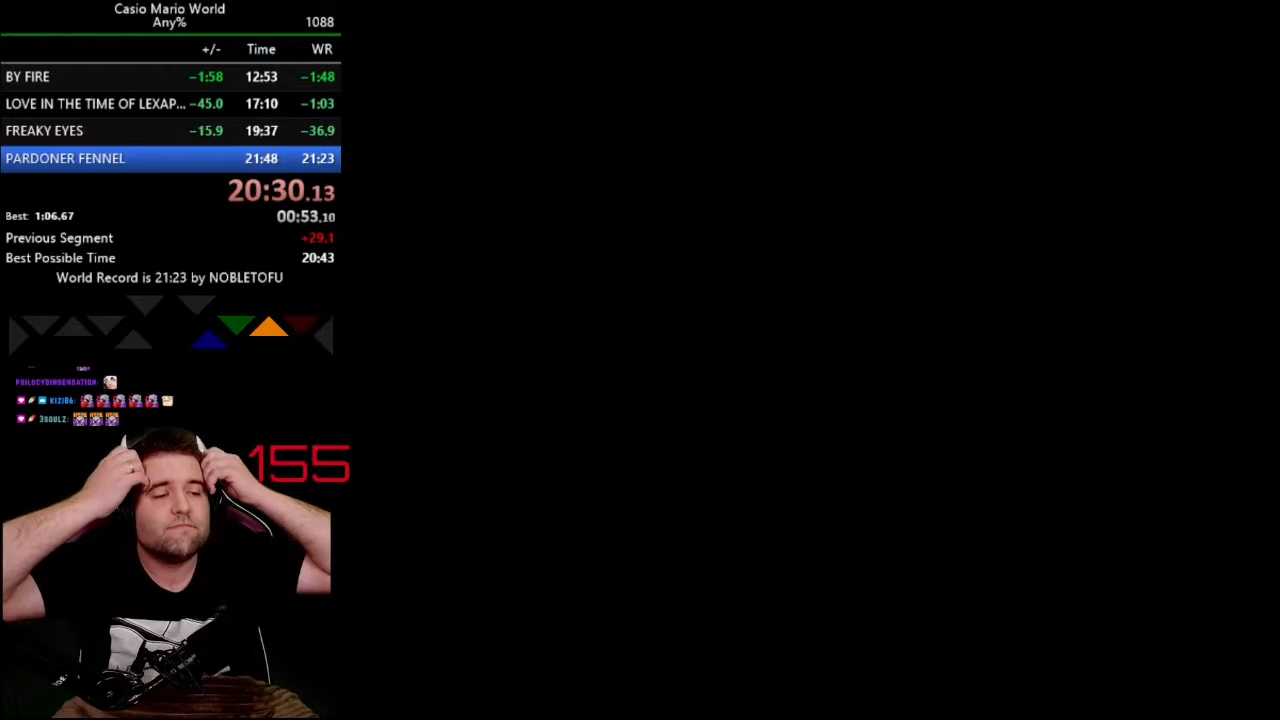 Casio Mario World
Any% 1088
+/- Time WR
BY FIRE −1:58 12:53 −1:48
LOVE IN THE TIME OF LEXAP... −45.0 17:10 −1:03
FREAKY EYES −15.9 19:37 −36.9
PARDONER FENNEL 21:48 21:23
20:30.13
Best: 1:06.67 00:53.10
Previous Segment +29.1
Best Possible Time 20:43
World Record is 21:23 by NOBLETOFU
PSILOCYBINSENSATION
KIZI86:
3SOULZ:
155